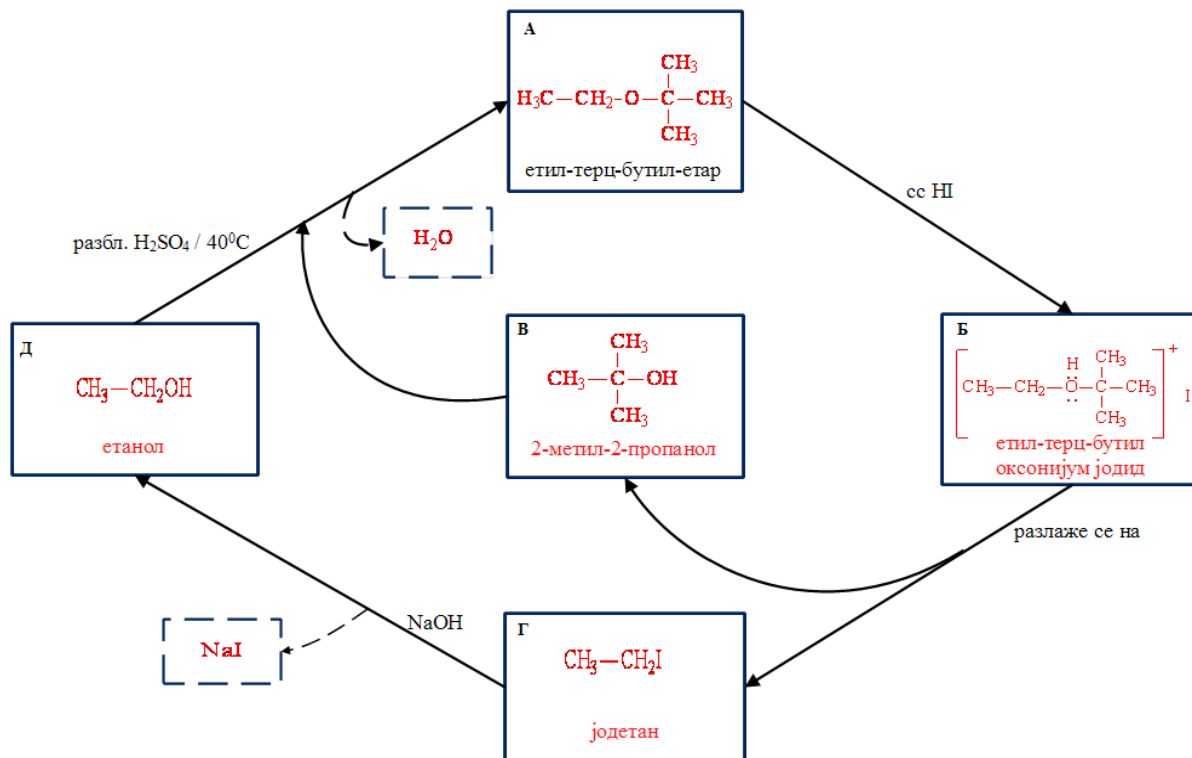 А
CH₃
H₃C—CH₂-O—C—CH₃
CH₃
етил-терц-бутил-етар
сс HI
разбл. H₂SO₄ / 40⁰C
H₂O
Д
CH₃—CH₂OH
етанол
В
CH₃
CH₃—C—OH
CH₃
2-метил-2-пропанол
Б
H CH₃ +
CH₃—CH₂—O—C—CH₃ I
CH₃
етил-терц-бутил
оксонијум јодид
разлаже се на
NaOH
NaI
Г
CH₃—CH₂I
јодетан